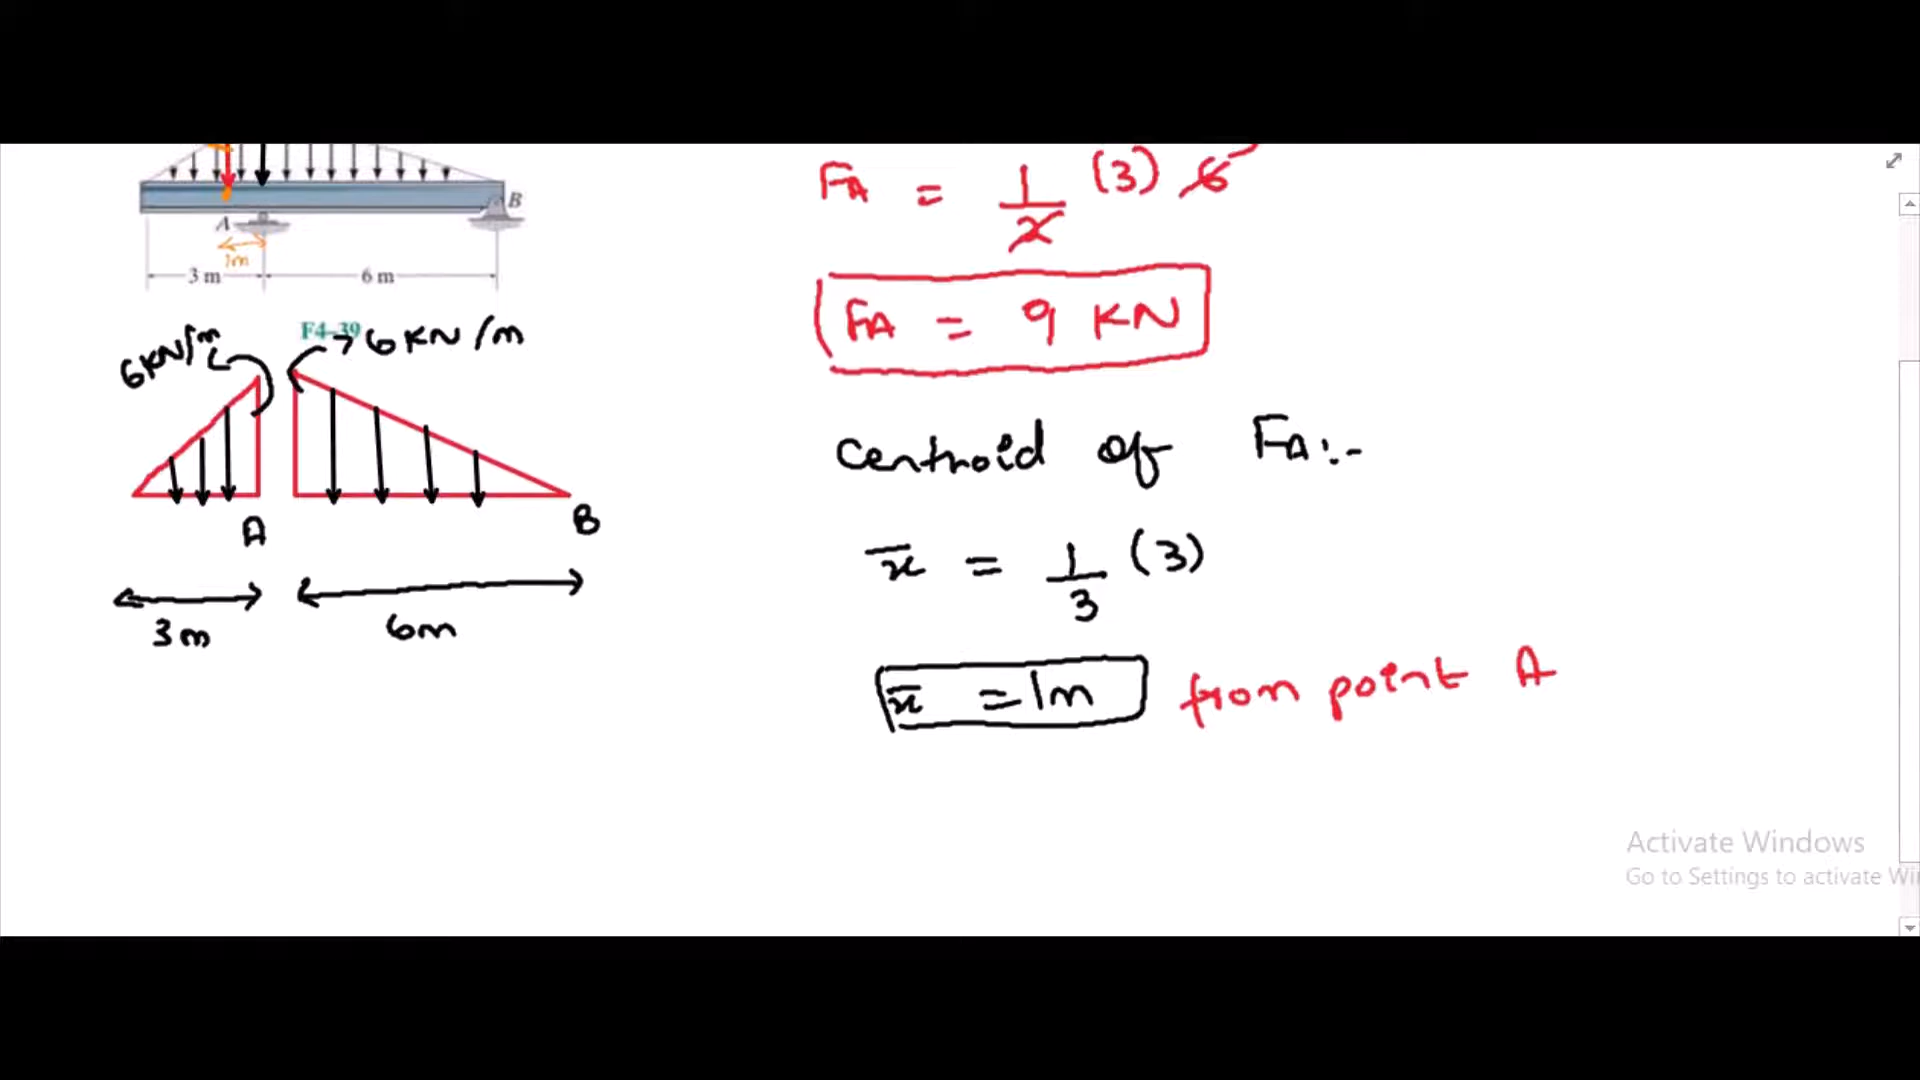 FA = 1/2 (3) 6
A
B
1m
3 m
6 m
FA = 9 KN
F4-39
6KN/m
6KN/m
Centroid of FA:-
A
B
x̄ = 1/3 (3)
3m
6m
x̄ = 1m from point A
Activate Windows
Go to Settings to activate Wi